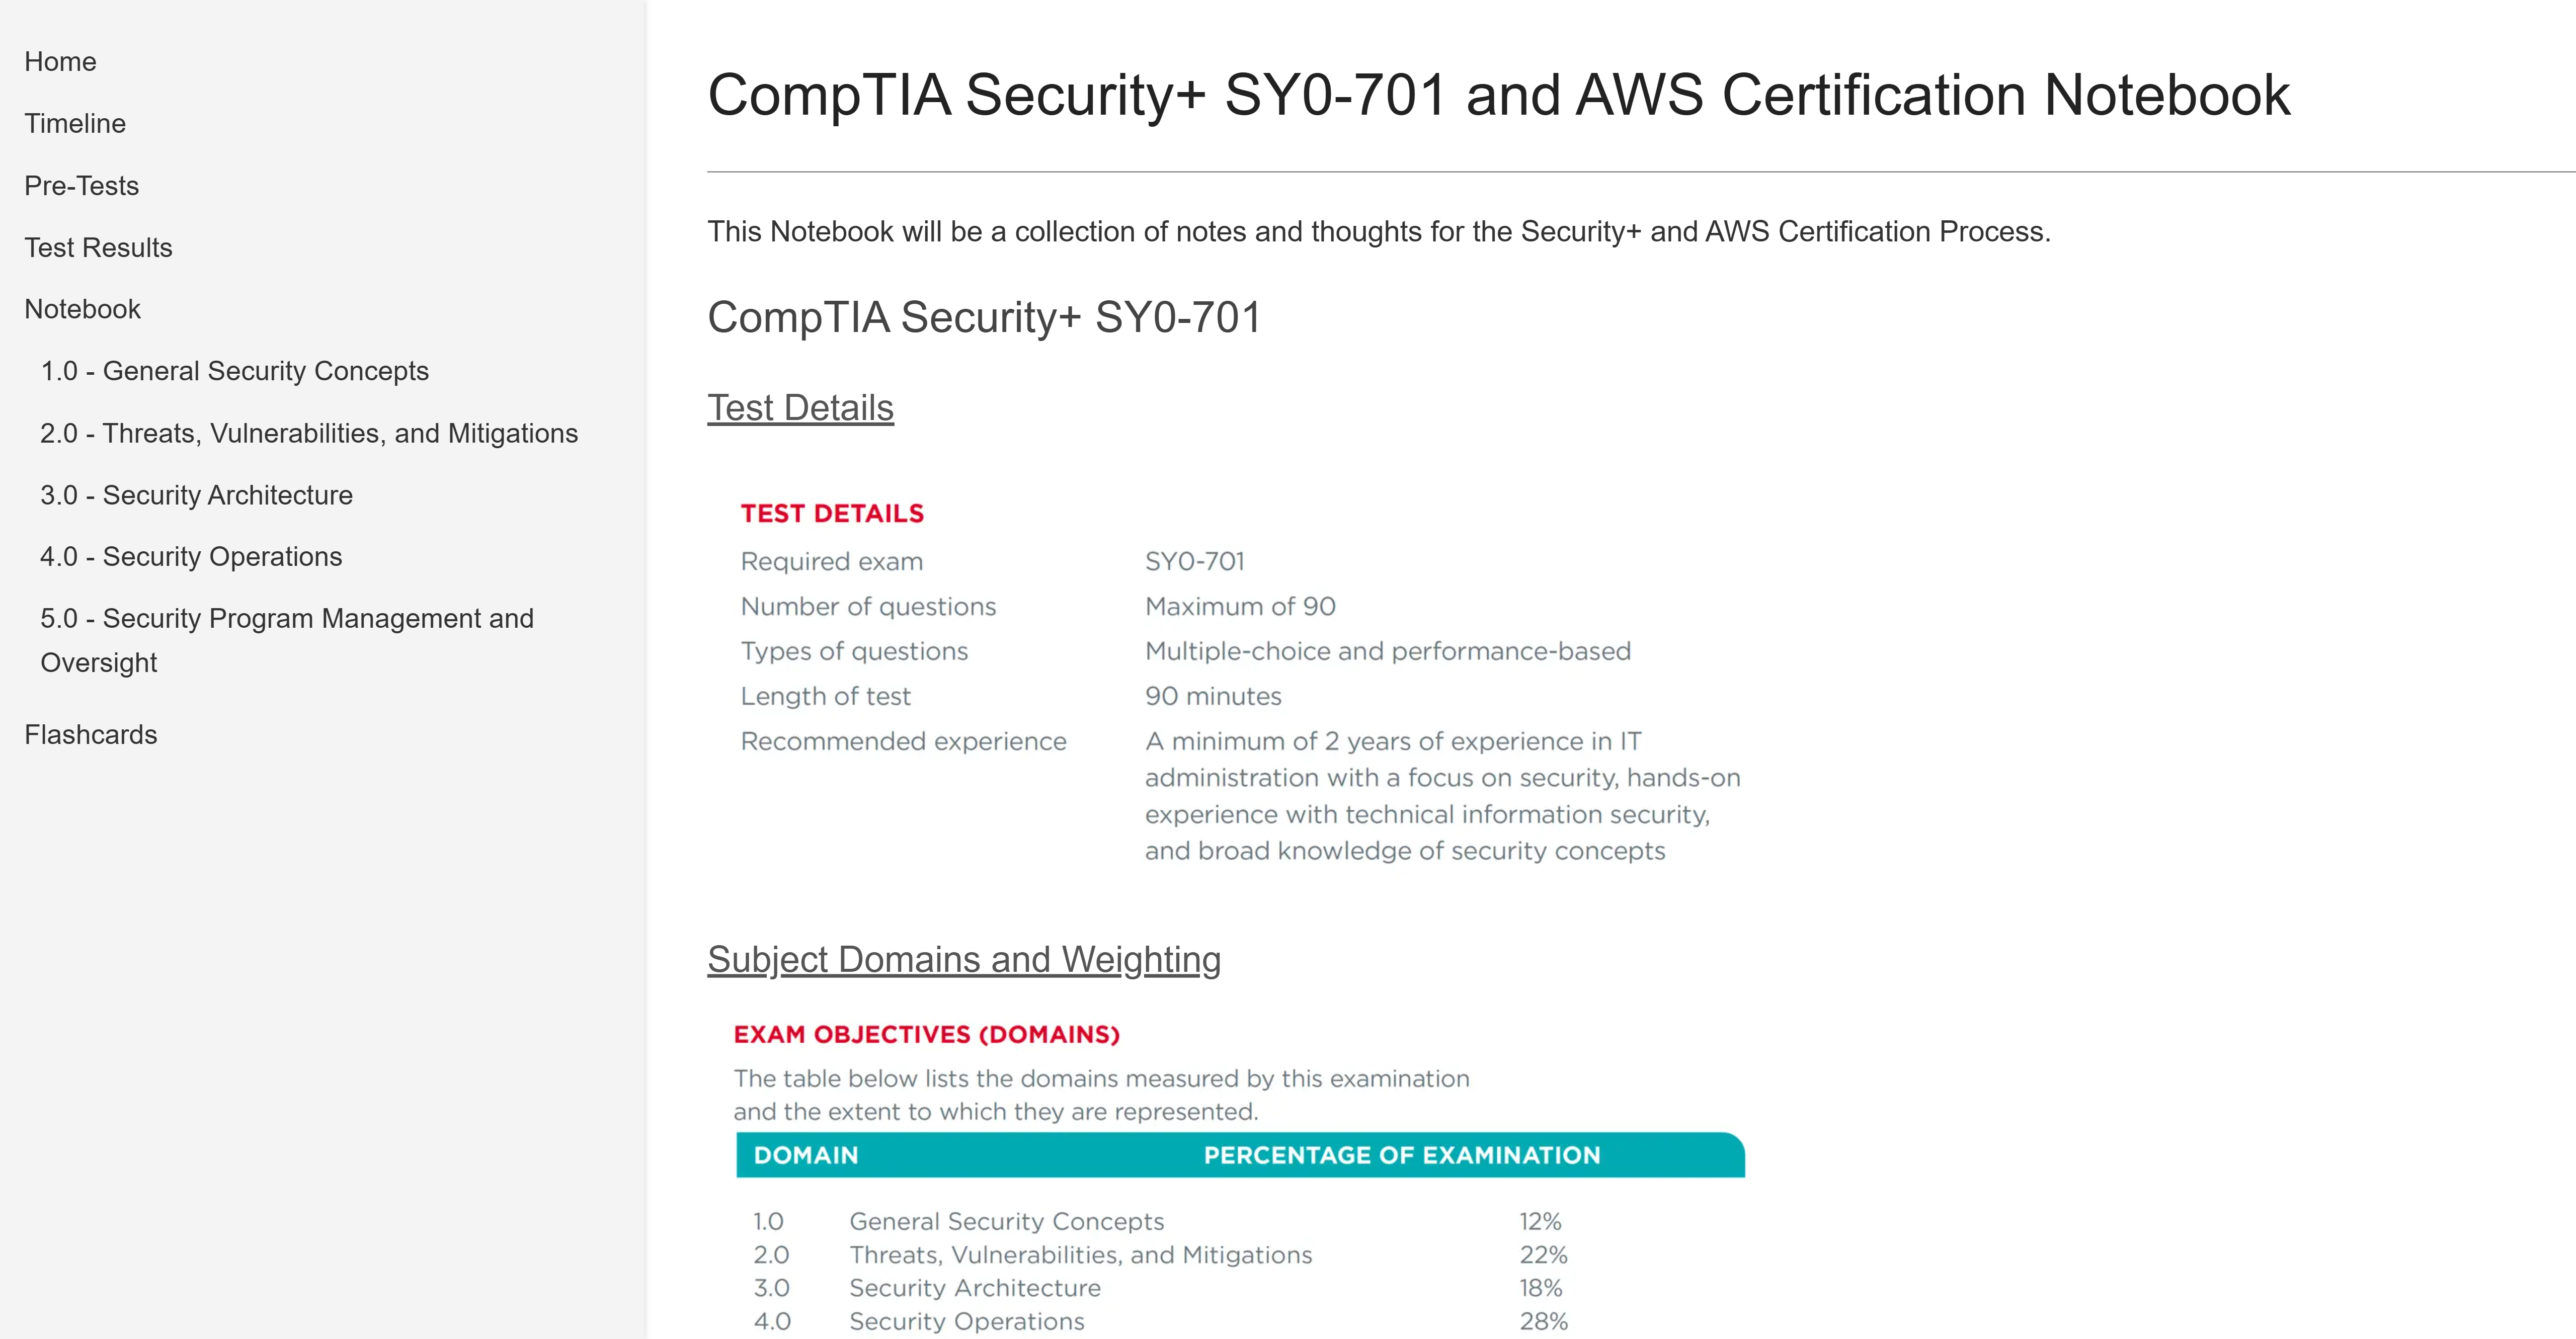 Home
Timeline
Pre-Tests
Test Results
Notebook
1.0 - General Security Concepts
2.0 - Threats, Vulnerabilities, and Mitigations
3.0 - Security Architecture
4.0 - Security Operations
5.0 - Security Program Management and
Oversight
Flashcards
CompTIA Security+ SY0-701 and AWS Certification Notebook
This Notebook will be a collection of notes and thoughts for the Security+ and AWS Certification Process.
CompTIA Security+ SY0-701
Test Details
TEST DETAILS
Required exam SY0-701
Number of questions Maximum of 90
Types of questions Multiple-choice and performance-based
Length of test 90 minutes
Recommended experience A minimum of 2 years of experience in IT
administration with a focus on security, hands-on
experience with technical information security,
and broad knowledge of security concepts
Subject Domains and Weighting
EXAM OBJECTIVES (DOMAINS)
The table below lists the domains measured by this examination
and the extent to which they are represented.
DOMAIN PERCENTAGE OF EXAMINATION
1.0 General Security Concepts 12%
2.0 Threats, Vulnerabilities, and Mitigations 22%
3.0 Security Architecture 18%
4.0 Security Operations 28%